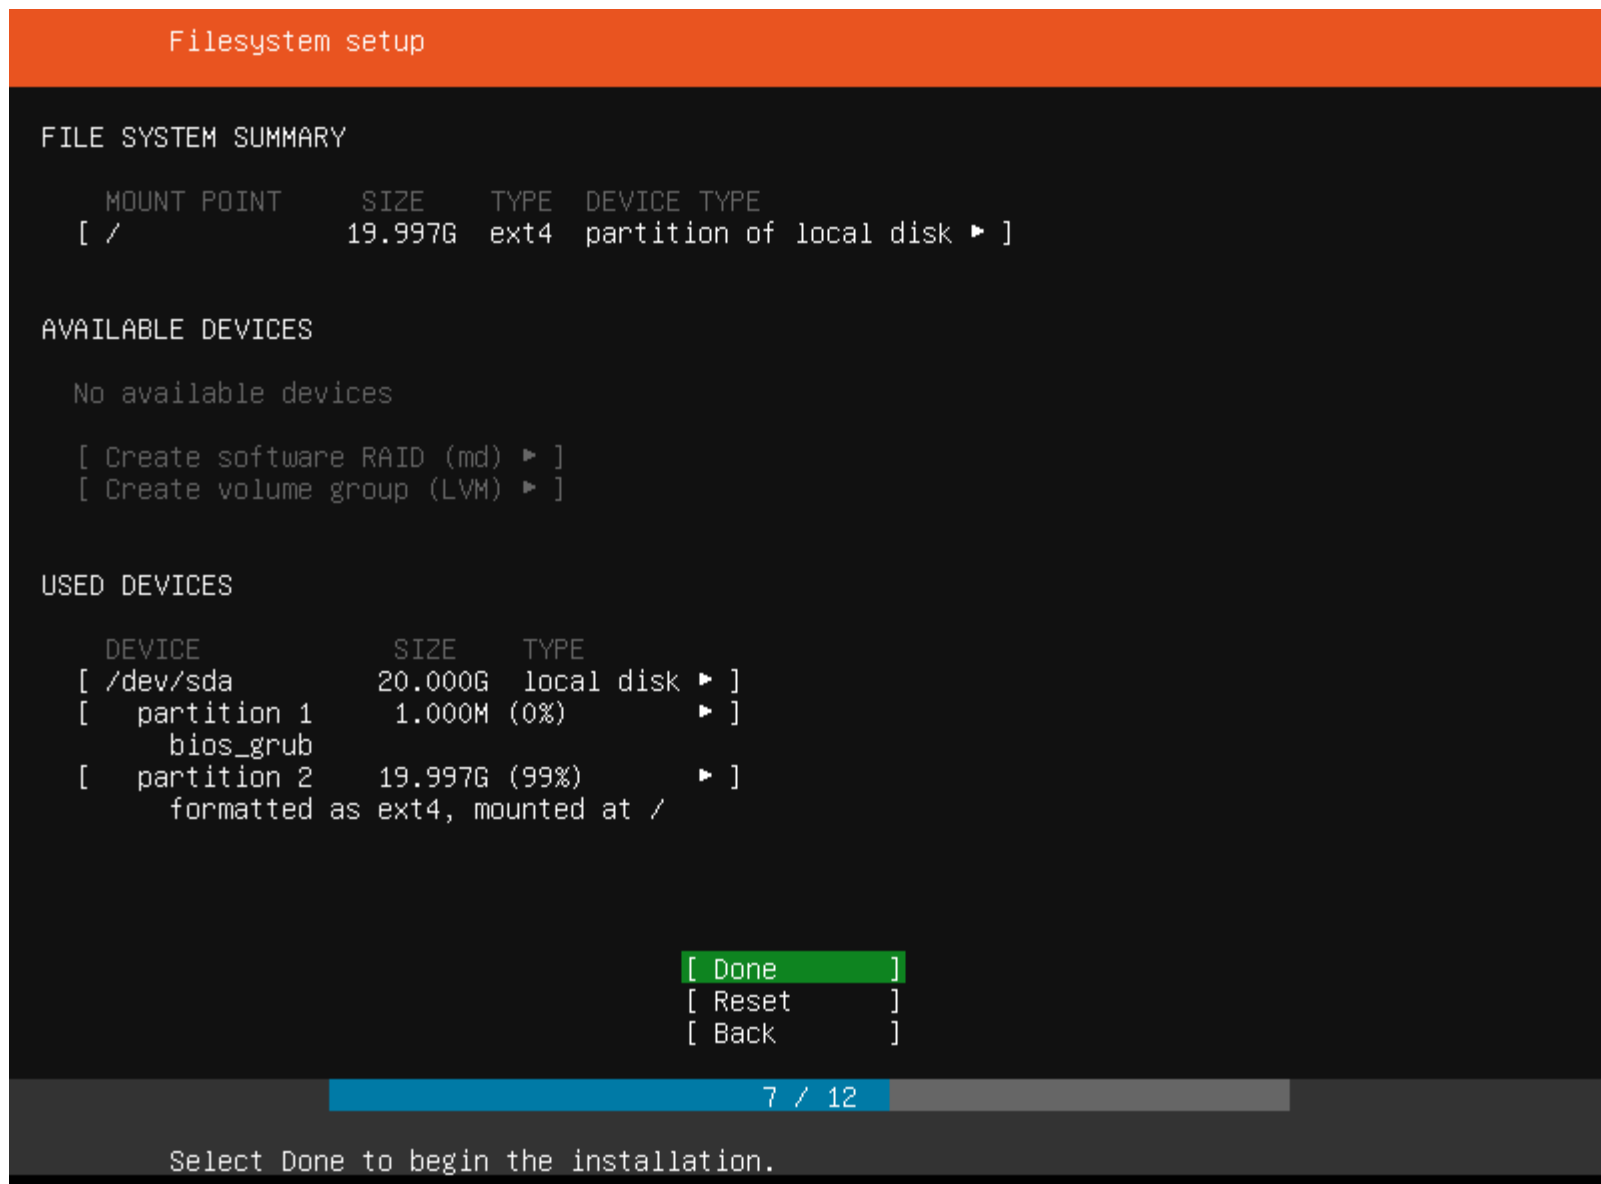 Filesystem setup
FILE SYSTEM SUMMARY
MOUNT POINT SIZE TYPE DEVICE TYPE
[ / 19.997G ext4 partition of local disk ▸ ]
AVAILABLE DEVICES
No available devices
[ Create software RAID (md) ▸ ]
[ Create volume group (LVM) ▸ ]
USED DEVICES
DEVICE SIZE TYPE
[ /dev/sda 20.000G local disk ▸ ]
[ partition 1 1.000M (0%) ▸ ]
bios_grub
[ partition 2 19.997G (99%) ▸ ]
formatted as ext4, mounted at /
[ Done ]
[ Reset ]
[ Back ]
7 / 12
Select Done to begin the installation.